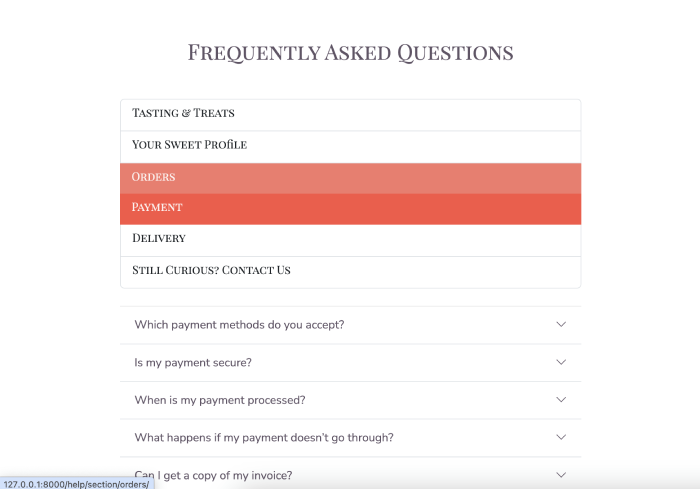 Frequently Asked Questions
Tasting & Treats
Your Sweet Profile
Orders
Payment
Delivery
Still Curious? Contact Us
Which payment methods do you accept?
Is my payment secure?
When is my payment processed?
What happens if my payment doesn’t go through?
Can I get a copy of my invoice?
127.0.0.1:8000/help/section/orders/